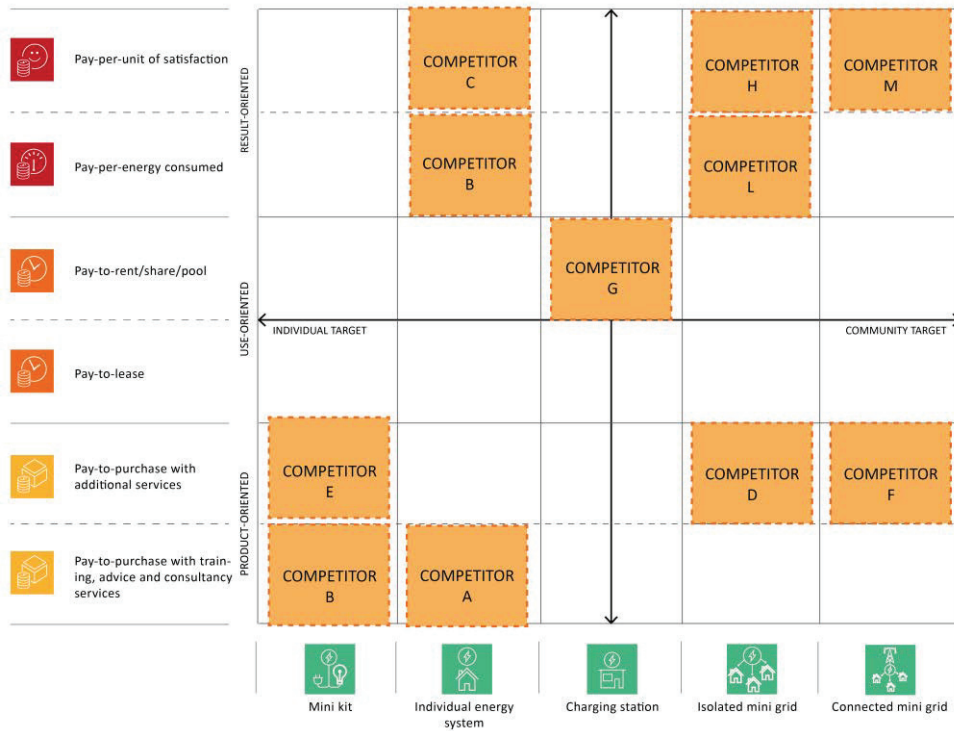 Pay-per-unit of satisfaction
Pay-per-energy consumed
Pay-to-rent/share/pool
Pay-to-lease
Pay-to-purchase with
additional services
Pay-to-purchase with train-
ing, advice and consultancy
services
RESULT-ORIENTED
USE-ORIENTED
PRODUCT-ORIENTED
COMPETITOR
C
COMPETITOR
H
COMPETITOR
M
COMPETITOR
B
COMPETITOR
L
COMPETITOR
G
INDIVIDUAL TARGET
COMMUNITY TARGET
COMPETITOR
E
COMPETITOR
D
COMPETITOR
F
COMPETITOR
B
COMPETITOR
A
Mini kit
Individual energy
system
Charging station
Isolated mini grid
Connected mini grid